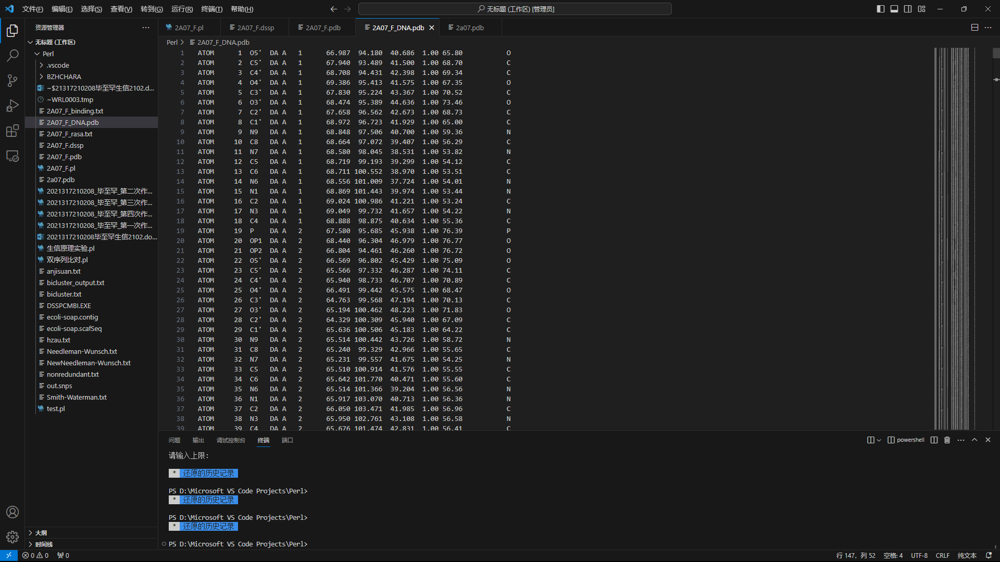 文件(F) 编辑(E) 选择(S) 查看(V) 转到(G) 运行(R) 终端(T) 帮助(H) 无标题 (工作区) [管理员]
资源管理器
无标题 (工作区)
Perl
.vscode
BZHCHARA
~$21317210208毕至罕生信2102.d...
~WRL0003.tmp
2A07_F_binding.txt
2A07_F_DNA.pdb
2A07_F_rasa.txt
2A07_F.dssp
2A07_F.pdb
2A07_F.pl
2a07.pdb
2021317210208_毕至罕_第二次作...
2021317210208_毕至罕_第三次作...
2021317210208_毕至罕_第四次作...
2021317210208_毕至罕_第一次作...
2021317210208毕至罕生信2102.do...
生信原理实验.pl
双序列比对.pl
anjisuan.txt
bicluster_output.txt
bicluster.txt
DSSPCMBI.EXE
ecoli-soap.contig
ecoli-soap.scafSeq
hzau.txt
Needleman-Wunsch.txt
NewNeedleman-Wunsch.txt
nonredundant.txt
out.snps
Smith-Waterman.txt
test.pl
大纲
时间线
2A07_F.pl 2A07_F.dssp 2A07_F.pdb 2A07_F_DNA.pdb 2a07.pdb
Perl > 2A07_F_DNA.pdb
1 ATOM 1 O5' DA A 1 66.987 94.180 40.686 1.00 65.80 O
2 ATOM 2 C5' DA A 1 67.940 93.489 41.500 1.00 68.70 C
3 ATOM 3 C4' DA A 1 68.708 94.431 42.398 1.00 69.34 C
4 ATOM 4 O4' DA A 1 69.386 95.413 41.575 1.00 67.35 O
5 ATOM 5 C3' DA A 1 67.830 95.224 43.367 1.00 70.52 C
6 ATOM 6 O3' DA A 1 68.474 95.389 44.636 1.00 73.46 O
7 ATOM 7 C2' DA A 1 67.658 96.562 42.673 1.00 68.73 C
8 ATOM 8 C1' DA A 1 68.972 96.723 41.929 1.00 65.00 C
9 ATOM 9 N9 DA A 1 68.848 97.506 40.700 1.00 59.36 N
10 ATOM 10 C8 DA A 1 68.664 97.072 39.407 1.00 56.29 C
11 ATOM 11 N7 DA A 1 68.580 98.045 38.531 1.00 53.82 N
12 ATOM 12 C5 DA A 1 68.719 99.193 39.299 1.00 54.12 C
13 ATOM 13 C6 DA A 1 68.711 100.552 38.970 1.00 53.51 C
14 ATOM 14 N6 DA A 1 68.556 101.009 37.724 1.00 54.01 N
15 ATOM 15 N1 DA A 1 68.869 101.443 39.974 1.00 53.44 N
16 ATOM 16 C2 DA A 1 69.024 100.986 41.221 1.00 53.24 C
17 ATOM 17 N3 DA A 1 69.049 99.732 41.657 1.00 54.22 N
18 ATOM 18 C4 DA A 1 68.888 98.875 40.634 1.00 55.36 C
19 ATOM 19 P DA A 2 67.580 95.685 45.938 1.00 76.39 P
20 ATOM 20 OP1 DA A 2 68.440 96.304 46.979 1.00 76.77 O
21 ATOM 21 OP2 DA A 2 66.804 94.461 46.260 1.00 76.72 O
22 ATOM 22 O5' DA A 2 66.569 96.802 45.429 1.00 75.09 O
23 ATOM 23 C5' DA A 2 65.566 97.332 46.287 1.00 74.11 C
24 ATOM 24 C4' DA A 2 65.940 98.733 46.707 1.00 70.89 C
25 ATOM 25 O4' DA A 2 66.491 99.442 45.575 1.00 68.47 O
26 ATOM 26 C3' DA A 2 64.763 99.568 47.194 1.00 70.13 C
27 ATOM 27 O3' DA A 2 65.194 100.462 48.223 1.00 71.83 O
28 ATOM 28 C2' DA A 2 64.329 100.309 45.940 1.00 67.09 C
29 ATOM 29 C1' DA A 2 65.636 100.506 45.183 1.00 64.22 C
30 ATOM 30 N9 DA A 2 65.514 100.442 43.726 1.00 58.72 N
31 ATOM 31 C8 DA A 2 65.240 99.329 42.966 1.00 55.65 C
32 ATOM 32 N7 DA A 2 65.231 99.557 41.675 1.00 54.25 N
33 ATOM 33 C5 DA A 2 65.510 100.914 41.576 1.00 55.55 C
34 ATOM 34 C6 DA A 2 65.642 101.770 40.471 1.00 55.60 C
35 ATOM 35 N6 DA A 2 65.514 101.366 39.204 1.00 56.56 N
36 ATOM 36 N1 DA A 2 65.917 103.070 40.713 1.00 56.36 N
37 ATOM 37 C2 DA A 2 66.050 103.471 41.985 1.00 56.96 C
38 ATOM 38 N3 DA A 2 65.950 102.761 43.108 1.00 56.58 N
39 ATOM 39 C4 DA A 2 65.676 101.474 42.831 1.00 56.41 C
问题 输出 调试控制台 终端 端口 powershell
请输入上限:
* 还原的历史记录
PS D:\Microsoft VS Code Projects\Perl>
* 还原的历史记录
PS D:\Microsoft VS Code Projects\Perl>
* 还原的历史记录
PS D:\Microsoft VS Code Projects\Perl>
0 0 0 行 147, 列 52 空格: 4 UTF-8 CRLF 纯文本